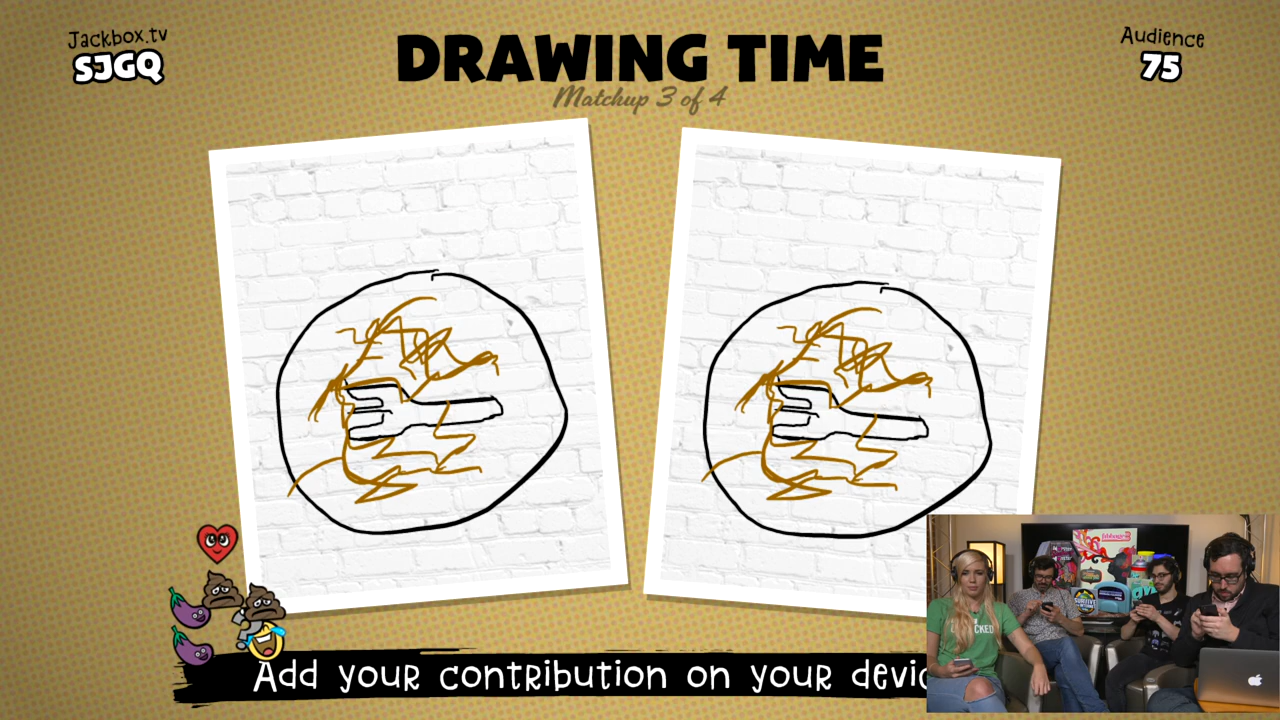 Jackbox.tv
SJGQ
DRAWING TIME
Matchup 3 of 4
Audience
75
Add your contribution on your devic